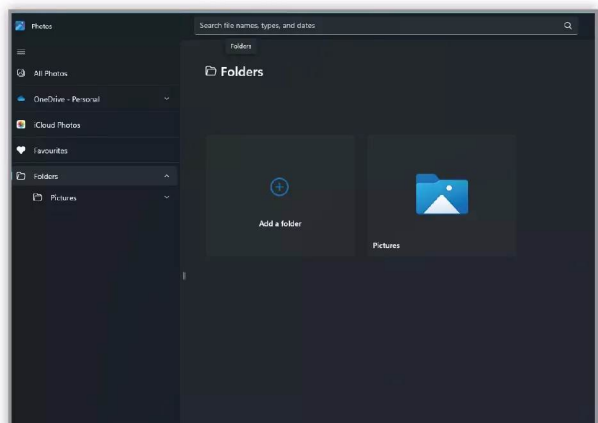 Photos
Search file names, types, and dates
Folders
All Photos
OneDrive - Personal
iCloud Photos
Favourites
Folders
Pictures
Folders
Add a folder
Pictures